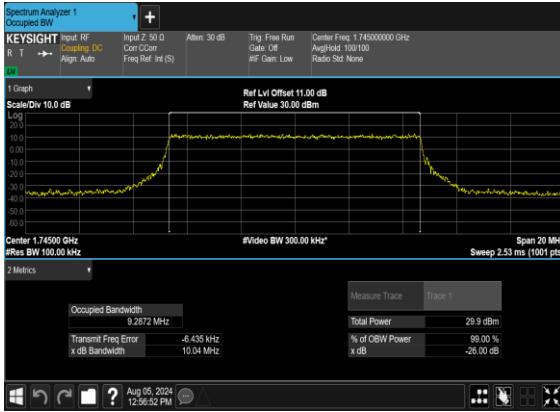 Spectrum Analyzer 1
Occupied BW
+
KEYSIGHT Input: RF Input Z: 50 Ω Atten: 30 dB Trig: Free Run Center Freq: 1.745000000 GHz
R T Coupling: DC Corr CCorr Gate: Off Avg|Hold: 100/100
Align: Auto Freq Ref: Int (S) #IF Gain: Low Radio Std: None
1 Graph
Ref Lvl Offset 11.00 dB
Scale/Div 10.0 dB Ref Value 30.00 dBm
Log
20.0
10.0
0.00
-10.0
-20.0
-30.0
-40.0
-50.0
-60.0
Center 1.74500 GHz #Video BW 300.00 kHz* Span 20 MH
#Res BW 100.00 kHz Sweep 2.53 ms (1001 pts
2 Metrics
Measure Trace Trace 1
Occupied Bandwidth
9.2872 MHz Total Power 29.9 dBm
Transmit Freq Error -6.435 kHz % of OBW Power 99.00 %
x dB Bandwidth 10.04 MHz x dB -26.00 dB
? Aug 05, 2024
12:56:52 PM